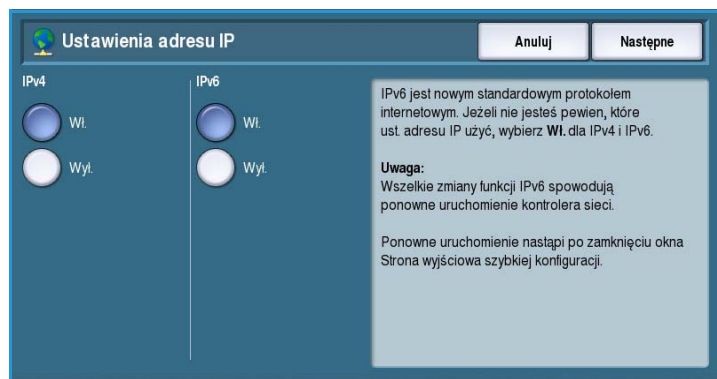 Ustawienia adresu IP
Anuluj
Następne
IPv4
Wł.
Wył.
IPv6
Wł.
Wył.
IPv6 jest nowym standardowym protokołem
internetowym. Jeżeli nie jesteś pewien, które
ust. adresu IP użyć, wybierz Wł. dla IPv4 i IPv6.
Uwaga:
Wszelkie zmiany funkcji IPv6 spowodują
ponowne uruchomienie kontrolera sieci.
Ponowne uruchomienie nastąpi po zamknięciu okna
Strona wyjściowa szybkiej konfiguracji.